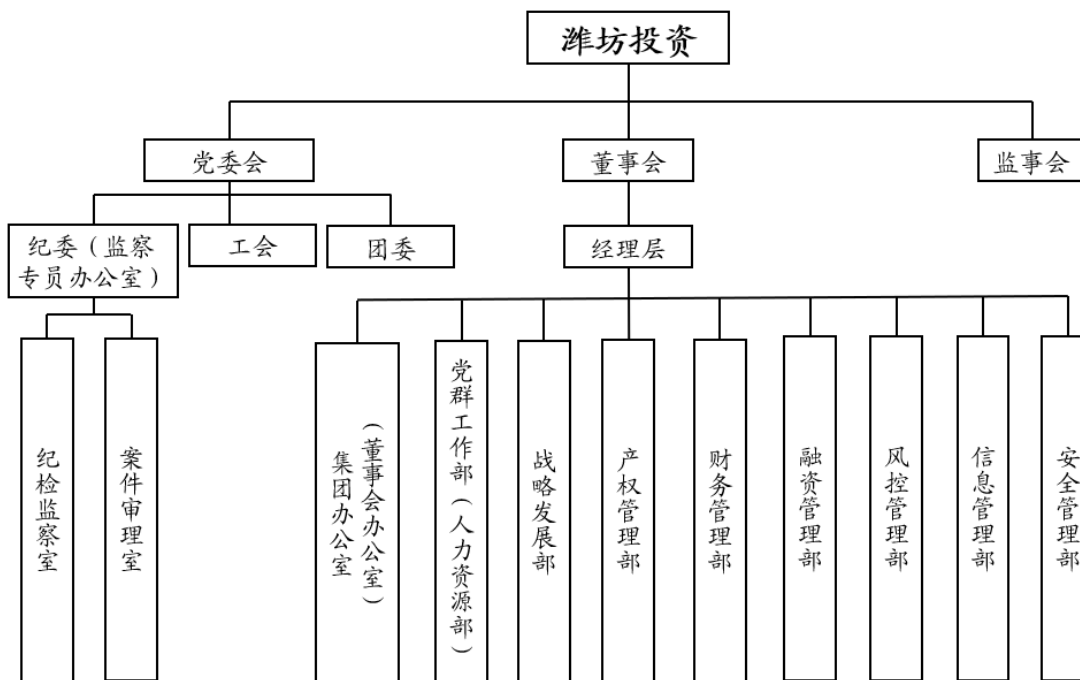 潍坊投资
党委会
董事会
监事会
纪委（监察
专员办公室）
工会
团委
经理层
纪检监察室
案件审理室
集团办公室
（董事会办公室）
党群工作部（人力资源部）
战略发展部
产权管理部
财务管理部
融资管理部
风控管理部
信息管理部
安全管理部